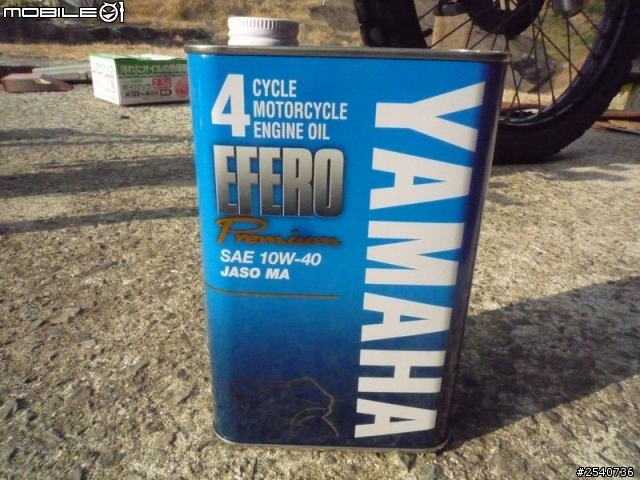 MOBILE01
4 CYCLE
MOTORCYCLE
ENGINE OIL
EFERO
Premium
SAE 10W-40
JASO MA
YAMAHA
#2540736